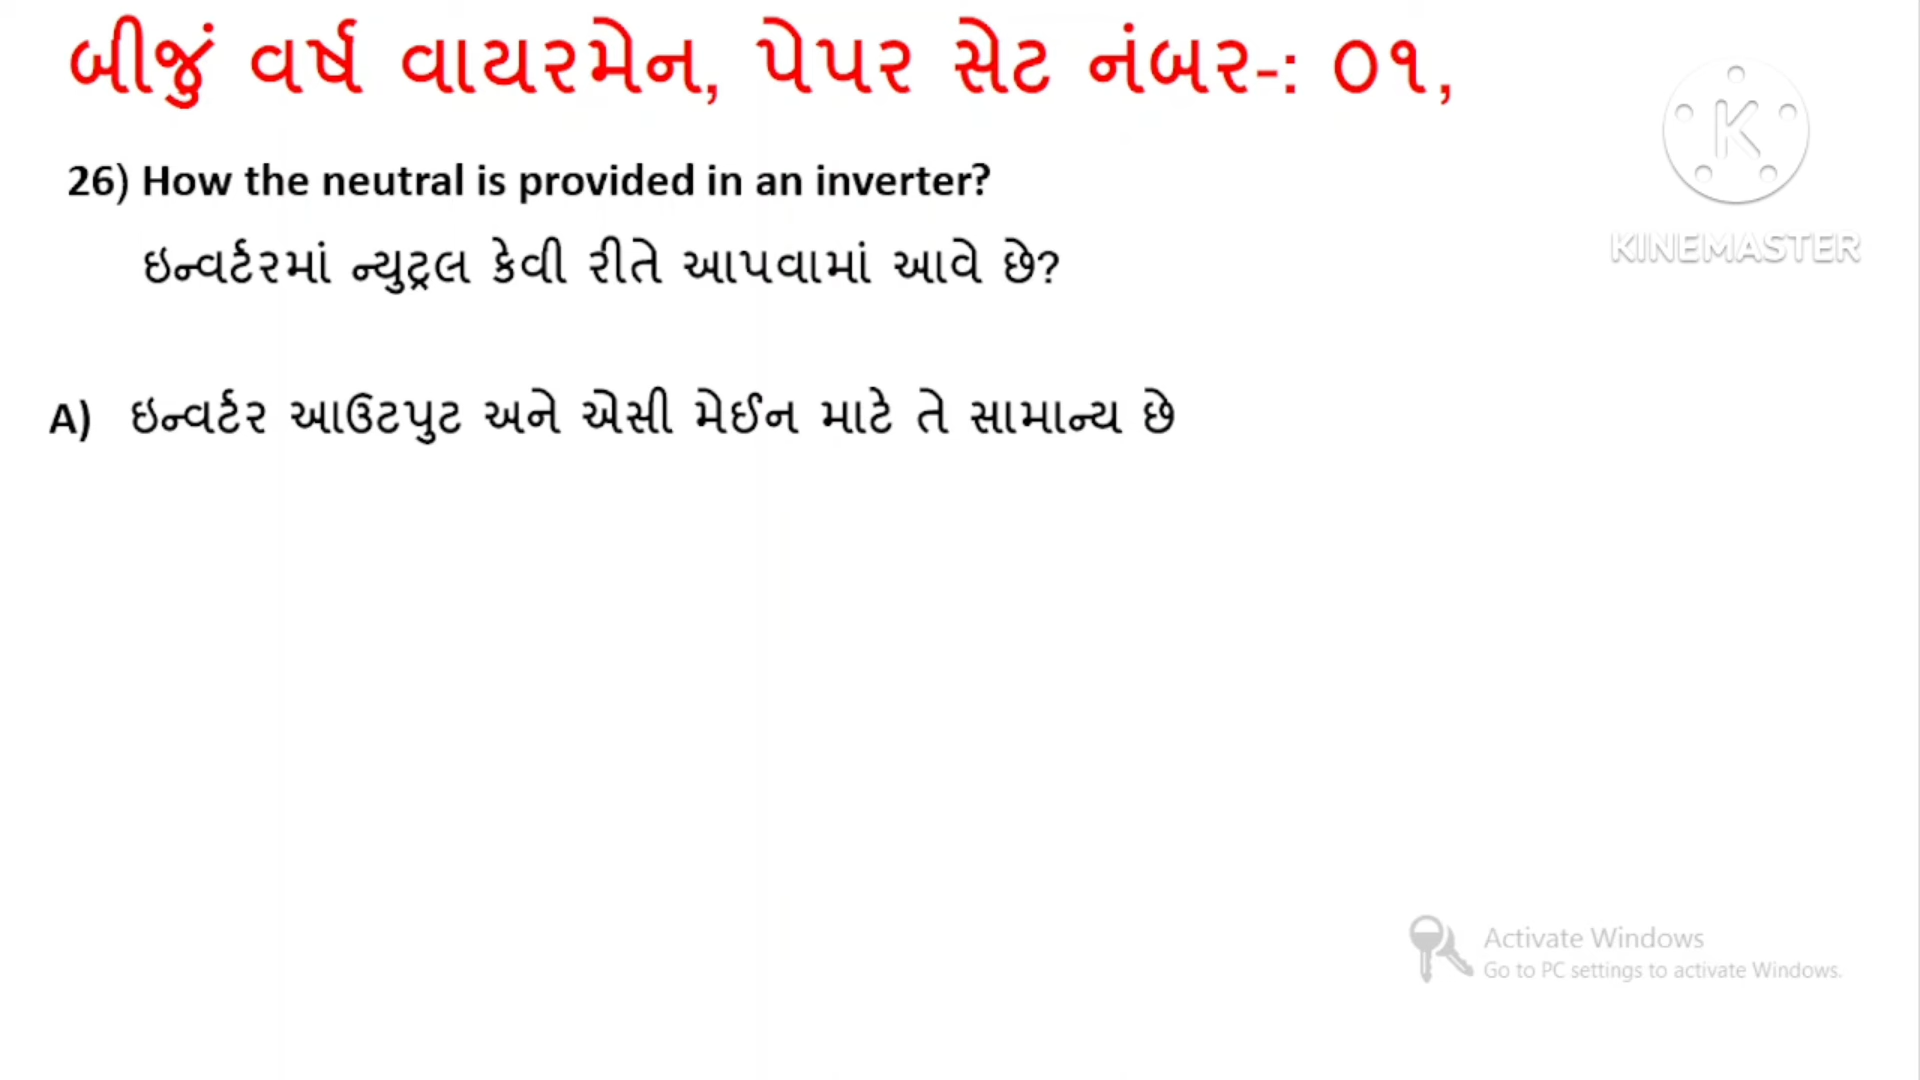 બીજું વર્ષ વાયરમેન, પેપર સેટ નંબર-: ૦૧,
26) How the neutral is provided in an inverter?
ઇન્વર્ટરમાં ન્યુટ્રલ કેવી રીતે આપવામાં આવે છે?
A) ઇન્વર્ટર આઉટપુટ અને એસી મેઈન માટે તે સામાન્ય છે
K
KINEMASTER
Activate Windows
Go to PC settings to activate Windows.